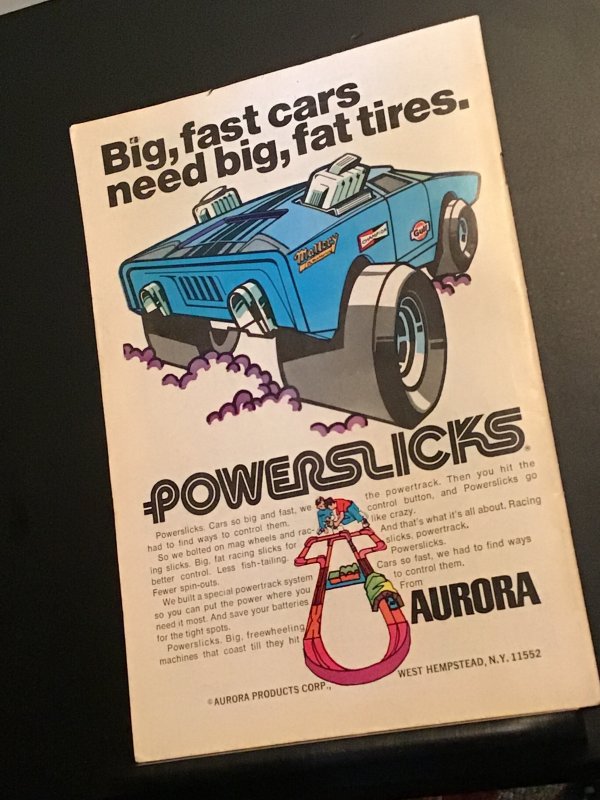 Big, fast cars
need big, fat tires.
CHAMPION
Gulf
POWERSLICKS®
Powerslicks. Cars so big and fast, we
had to find ways to control them.
So we bolted on mag wheels and rac-
ing slicks. Big, fat racing slicks for
better control. Less fish-tailing.
Fewer spin-outs.
We built a special powertrack system
so you can put the power where you
need it most. And save your batteries
for the tight spots.
Powerslicks. Big, freewheeling
machines that coast till they hit
the powertrack. Then you hit the
control button, and Powerslicks go
like crazy.
And that's what it's all about. Racing
slicks, powertrack,
Powerslicks.
Cars so fast, we had to find ways
to control them.
From
AURORA
©AURORA PRODUCTS CORP., WEST HEMPSTEAD, N.Y. 11552